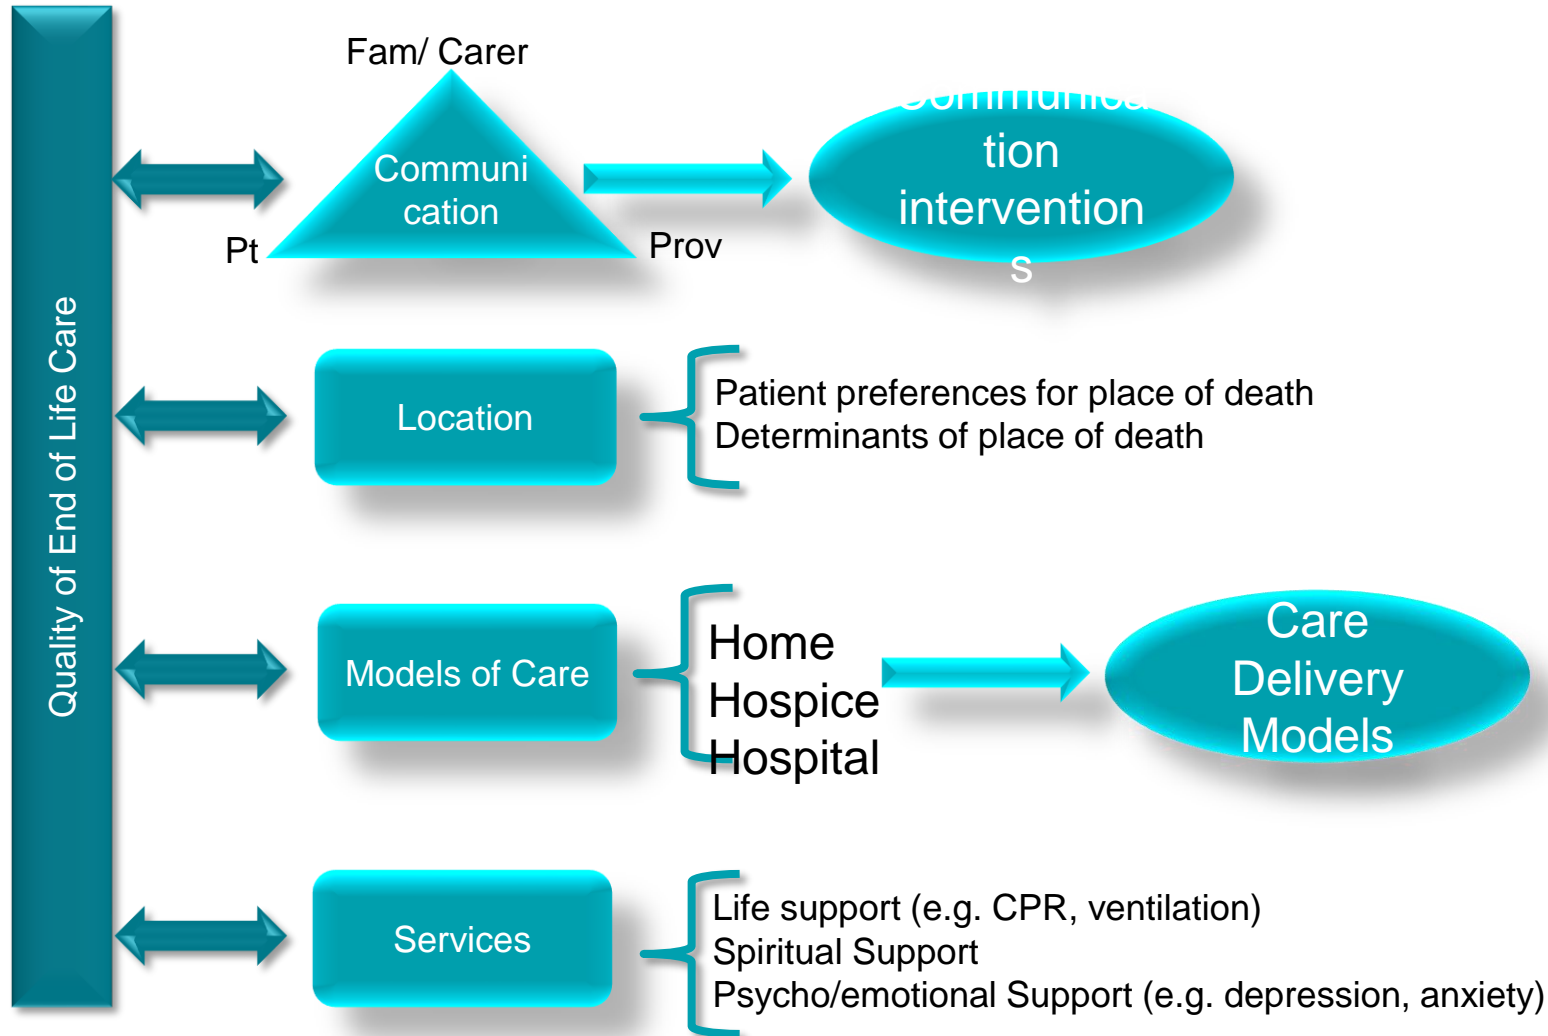 Quality of End of Life Care
Fam/ Carer
Communi
cation
Pt
Prov
Communica
tion
intervention
s
Location
Patient preferences for place of death
Determinants of place of death
Models of Care
Home
Hospice
Hospital
Care
Delivery
Models
Services
Life support (e.g. CPR, ventilation)
Spiritual Support
Psycho/emotional Support (e.g. depression, anxiety)